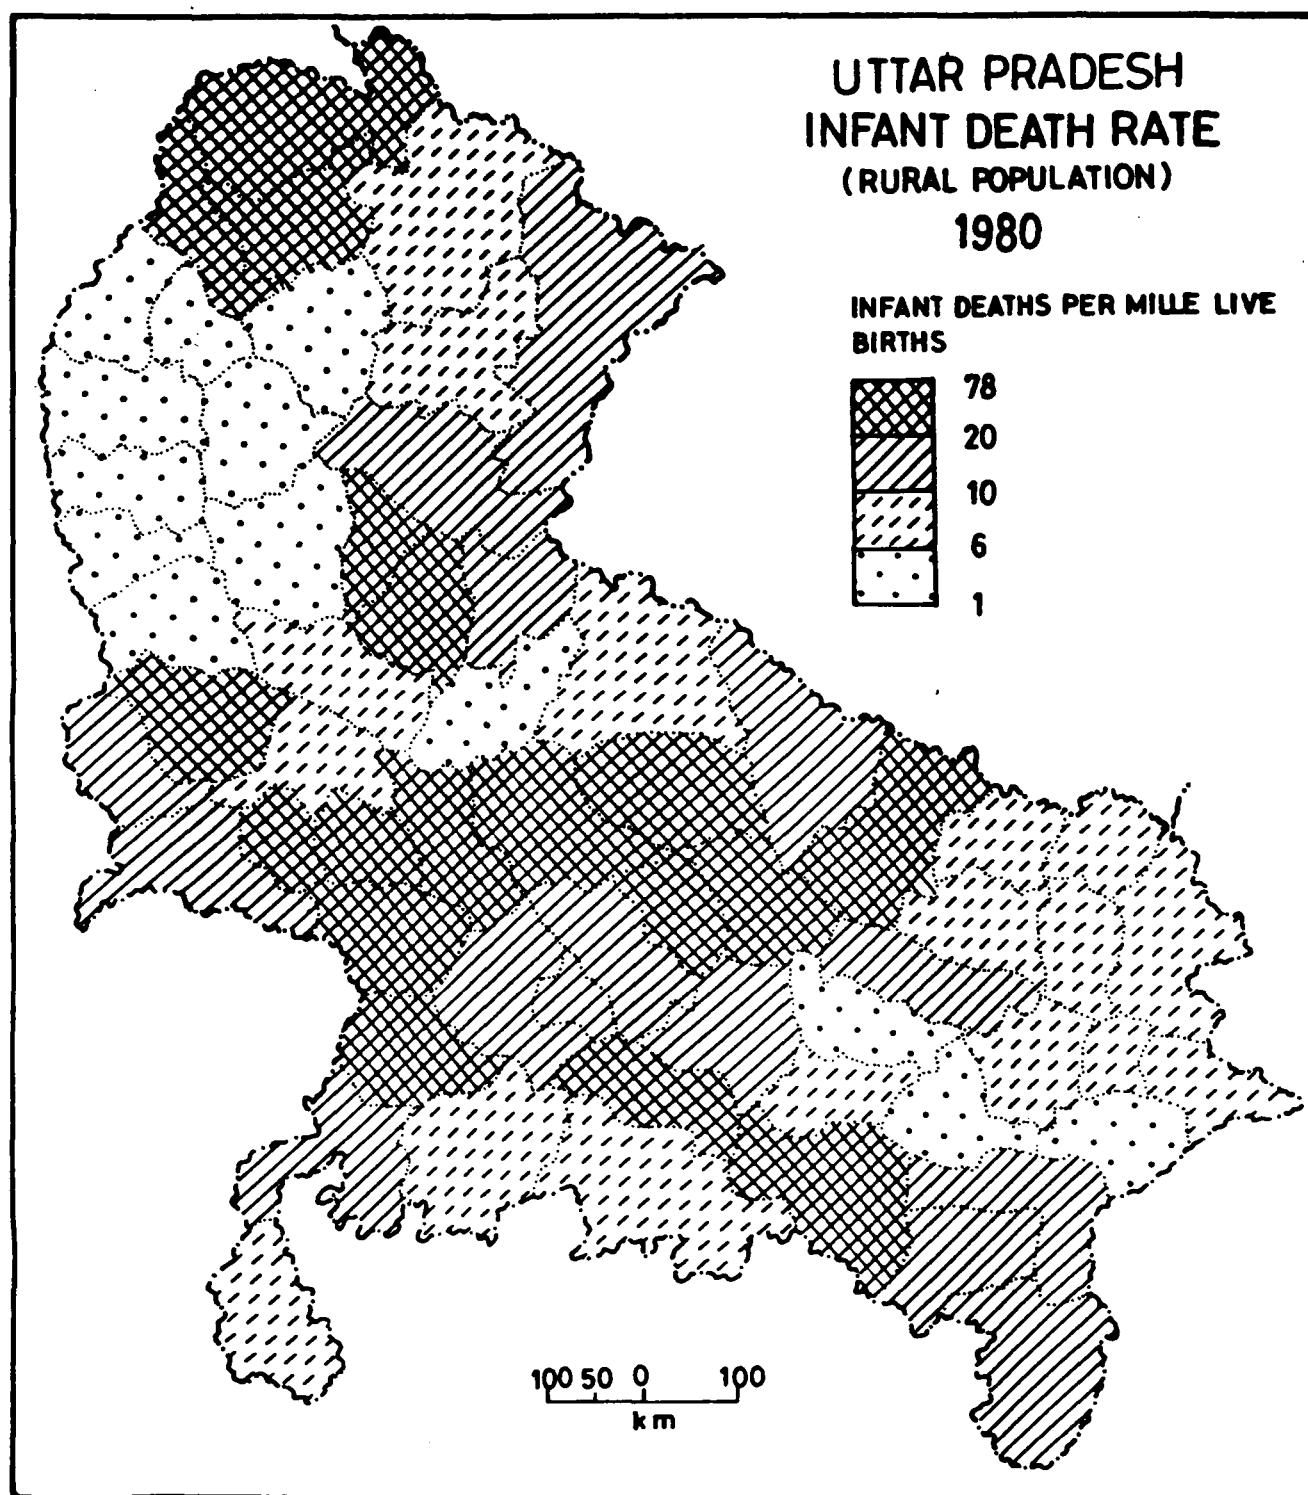 UTTAR PRADESH
INFANT DEATH RATE
(RURAL POPULATION)
1980
INFANT DEATHS PER MILLE LIVE
BIRTHS
78
20
10
6
1
100 50 0 100
km